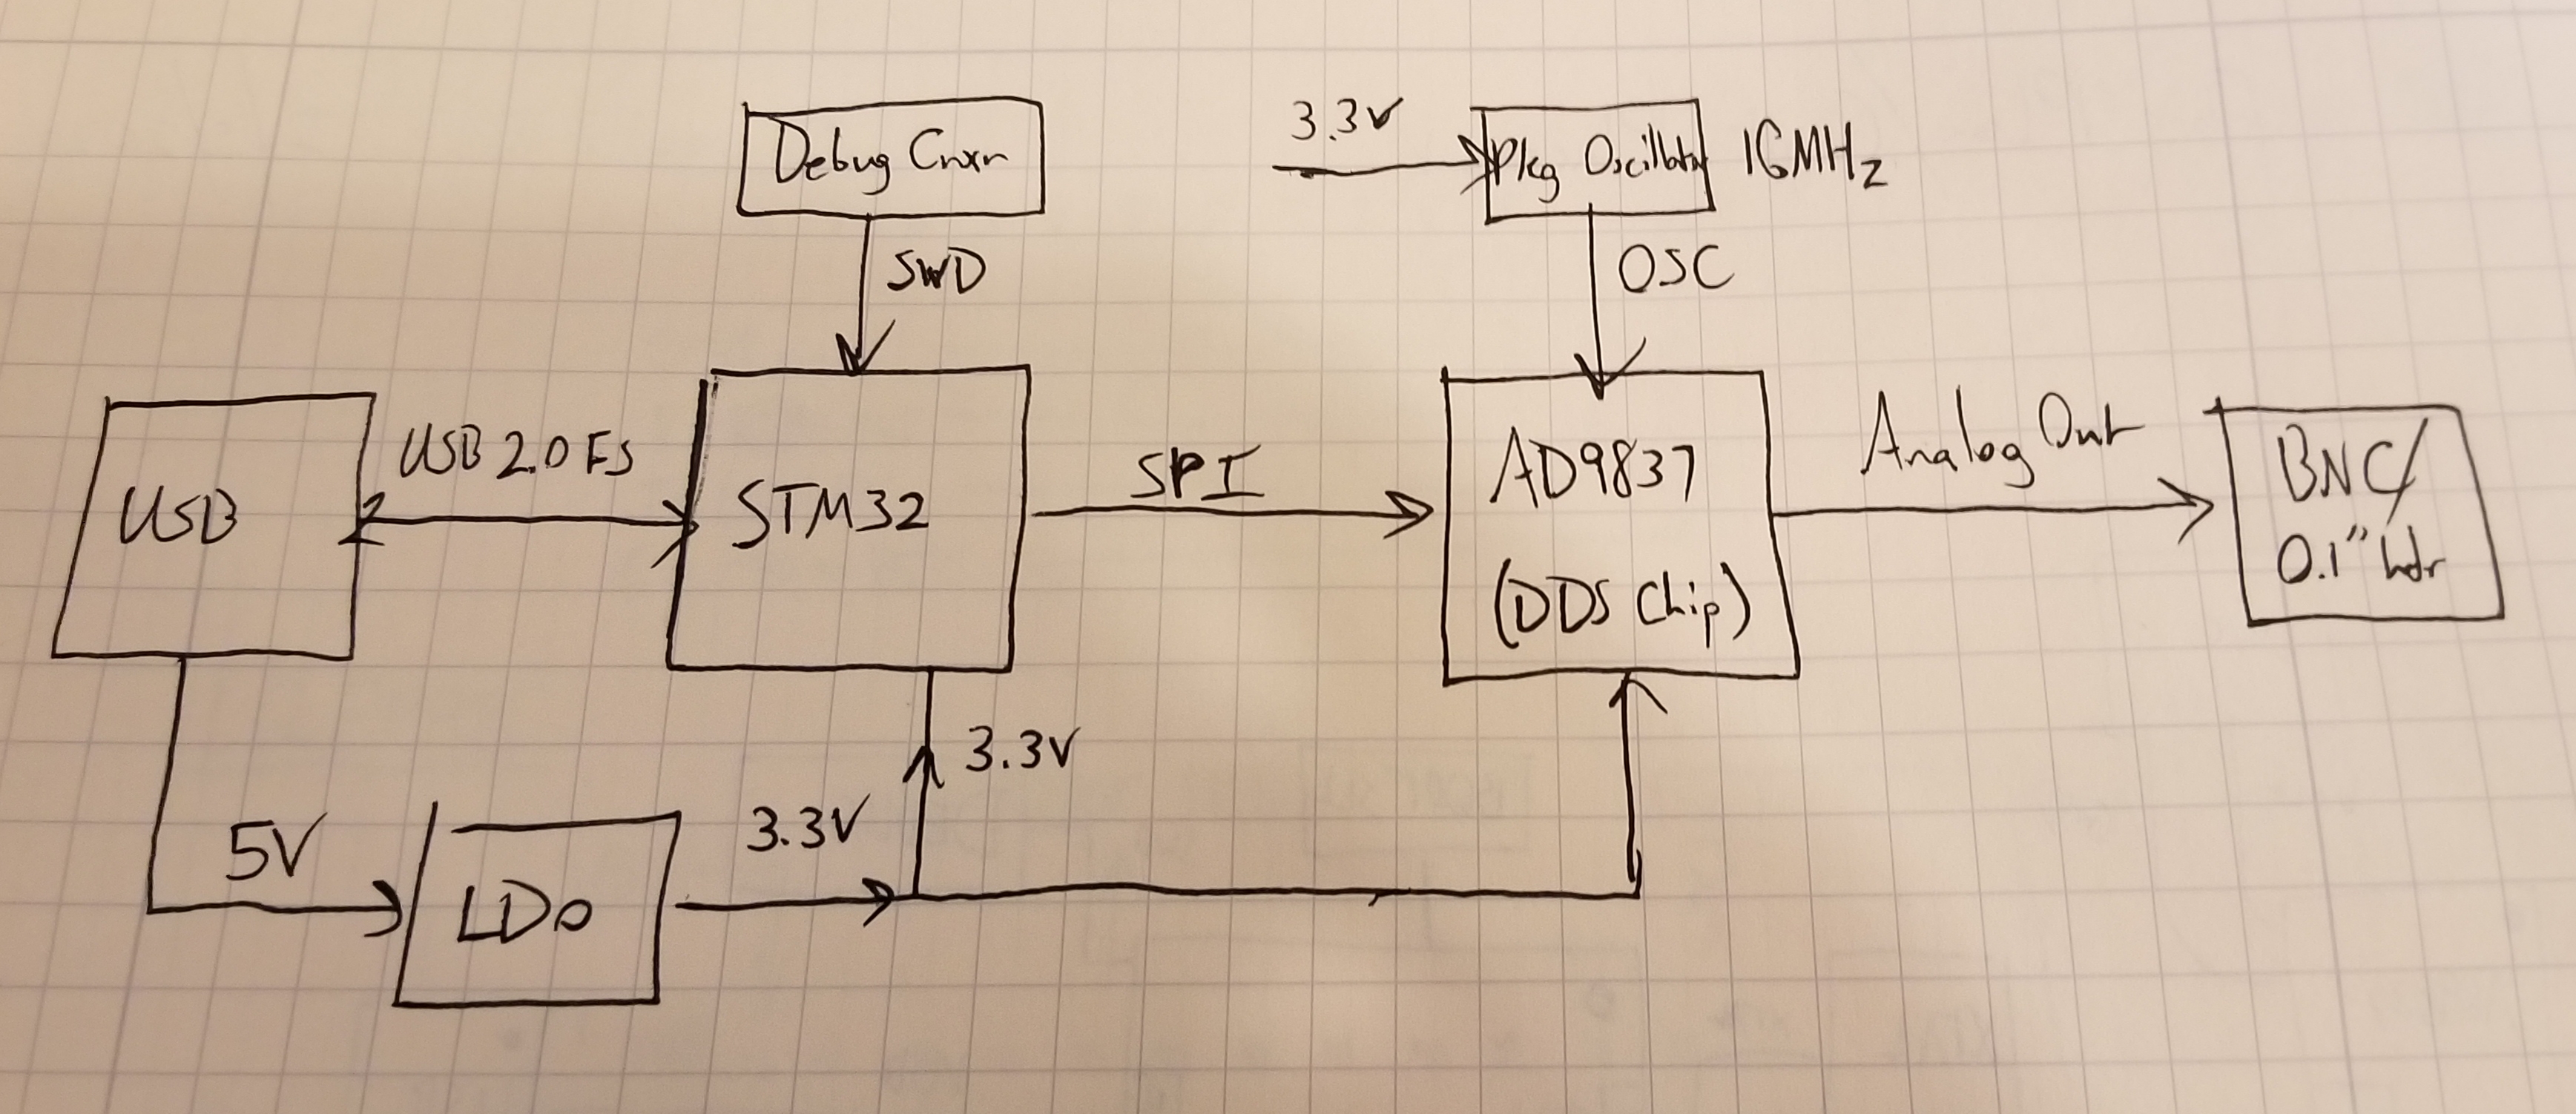 Debug Cnxn
3.3V
Pkg Oscillator
16MHz
SWD
OSC
USB
USB 2.0 FS
STM32
SPI
AD9837
(DDS Chip)
Analog Out
BNC/
0.1" hdr
5V
LDO
3.3V
3.3V